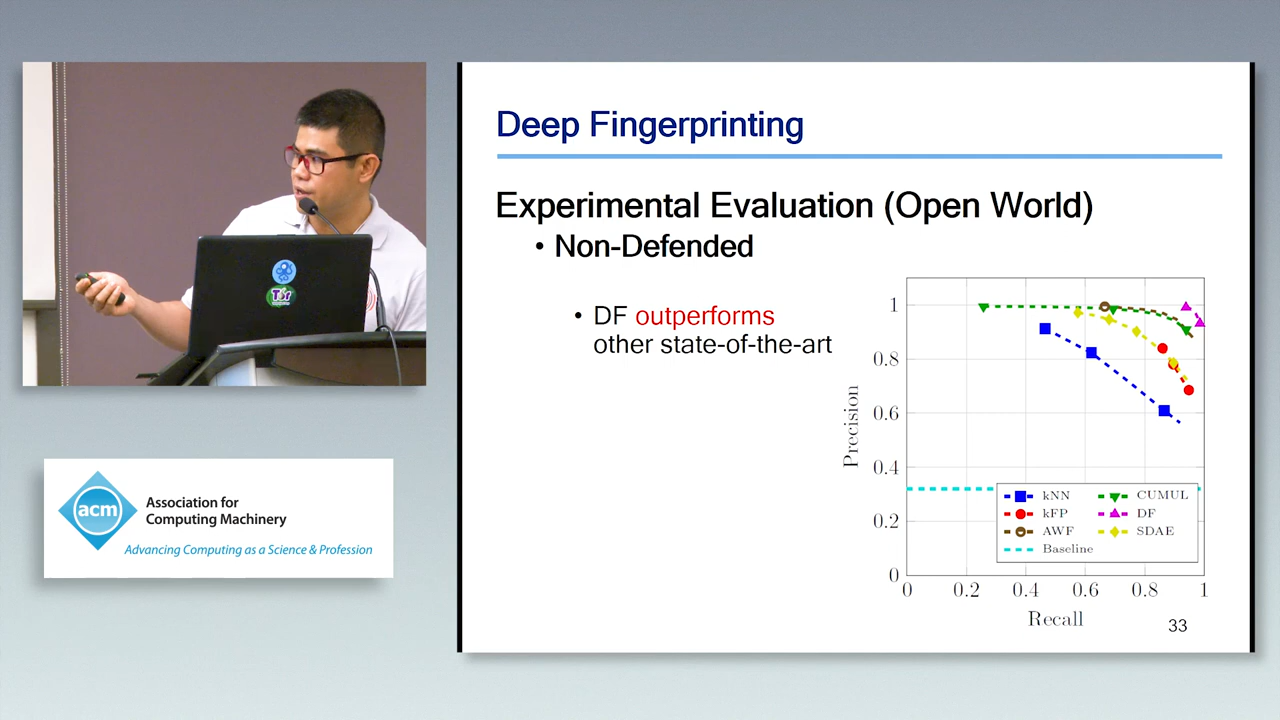 Deep Fingerprinting
Experimental Evaluation (Open World)
• Non-Defended
• DF outperforms
other state-of-the-art
Precision
1
0.8
0.6
0.4
0.2
0
0
0.2
0.4
0.6
0.8
1
Recall
kNN
CUMUL
kFP
DF
AWF
SDAE
Baseline
33
Tor
acm
Association for
Computing Machinery
Advancing Computing as a Science & Profession